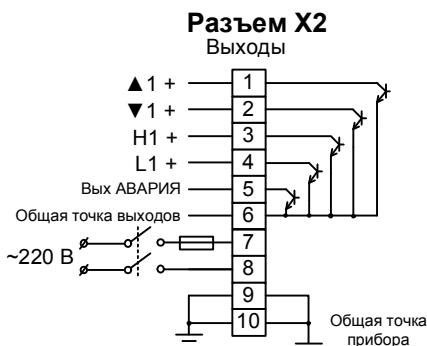 Разъем X2
Выходы
▲1 + 1
▼1 + 2
H1 + 3
L1 + 4
Вых АВАРИЯ 5
Общая точка выходов 6
~220 В 7
8
9
10
Общая точка
прибора